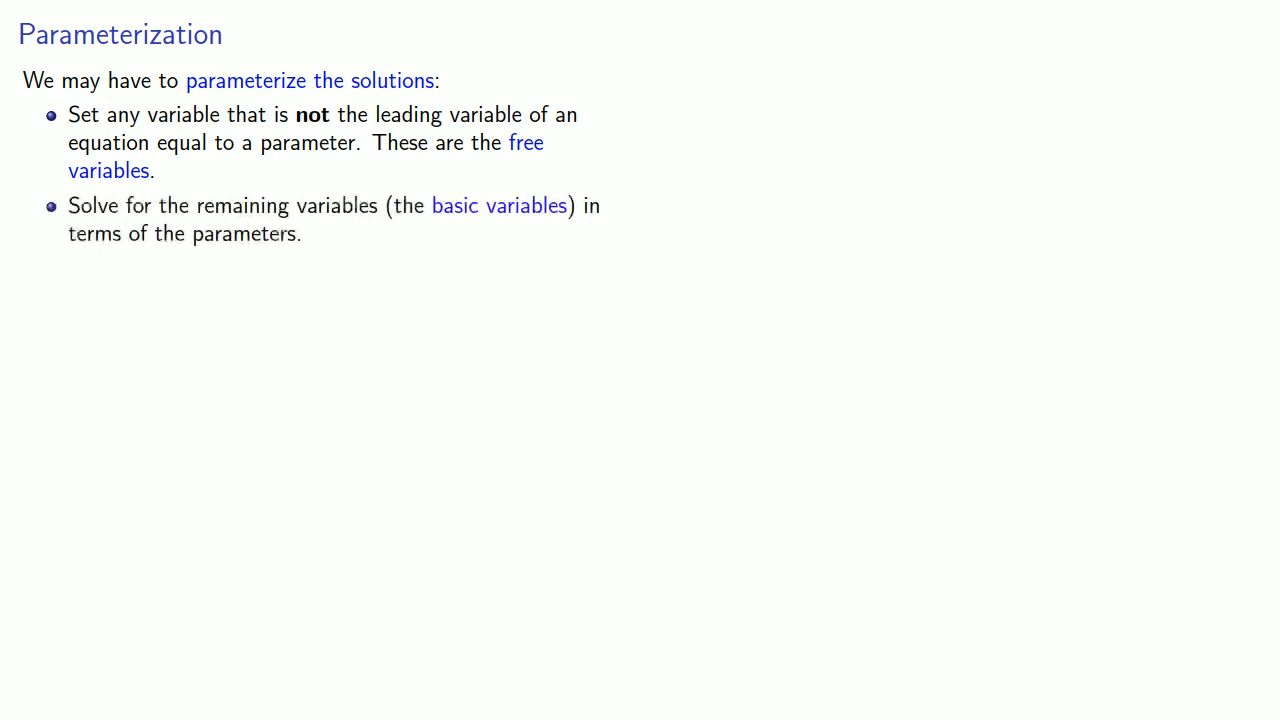 Parameterization
We may have to parameterize the solutions:
Set any variable that is not the leading variable of an
equation equal to a parameter. These are the free
variables.
Solve for the remaining variables (the basic variables) in
terms of the parameters.